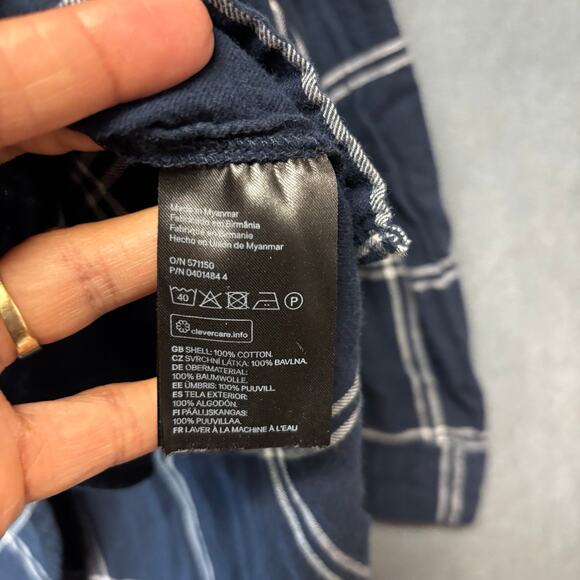 Made in Myanmar
Fabricado em Birmânia
Fabriqué en Birmanie
Hecho en Unión de Myanmar
O/N 571150
P/N 0401484 4
40 P
clevercare.info
GB SHELL: 100% COTTON.
CZ SVRCHNÍ LÁTKA: 100% BAVLNA.
DE OBERMATERIAL:
100% BAUMWOLLE.
EE ÜMBRIS: 100% PUUVILL.
ES TELA EXTERIOR:
100% ALGODÓN.
FI PÄÄLLISKANGAS:
100% PUUVILLAA.
FR LAVER À LA MACHINE À L'EAU